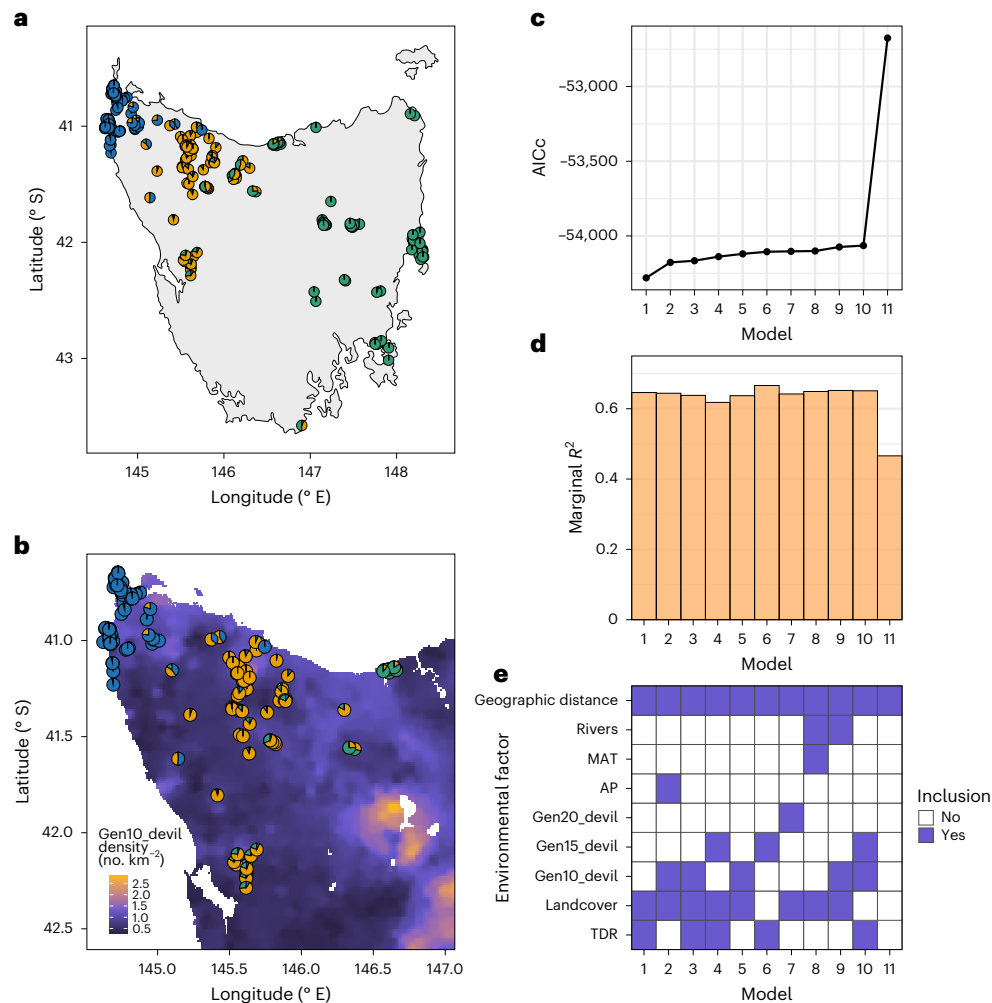 a
41
42
43
Latitude (° S)
145
146
147
148
Longitude (° E)
b
41.0
41.5
42.0
42.5
Latitude (° S)
Gen10_devil
density
(no. km⁻²)
2.5
2.0
1.5
1.0
0.5
145.0
145.5
146.0
146.5
147.0
Longitude (° E)
c
−53,000
−53,500
−54,000
AICc
1 2 3 4 5 6 7 8 9 10 11
Model
d
0.6
0.4
0.2
0
Marginal R²
1 2 3 4 5 6 7 8 9 10 11
Model
e
Environmental factor
Geographic distance
Rivers
MAT
AP
Gen20_devil
Gen15_devil
Gen10_devil
Landcover
TDR
1 2 3 4 5 6 7 8 9 10 11
Model
Inclusion
No
Yes